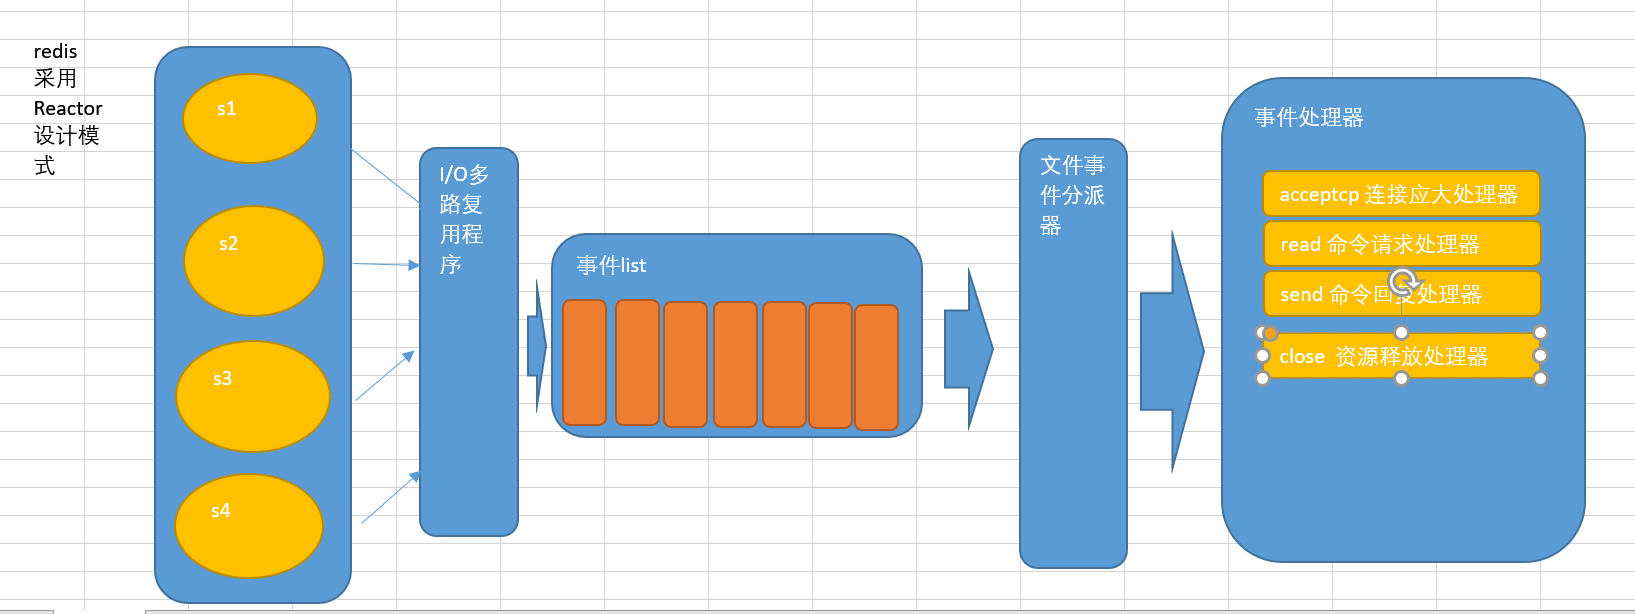 redis
采用
Reactor
设计模
式
s1
s2
s3
s4
I/O多
路复
用程
序
事件list
文件事
件分派
器
事件处理器
acceptcp 连接应大处理器
read 命令请求处理器
send 命令回复处理器
close 资源释放处理器